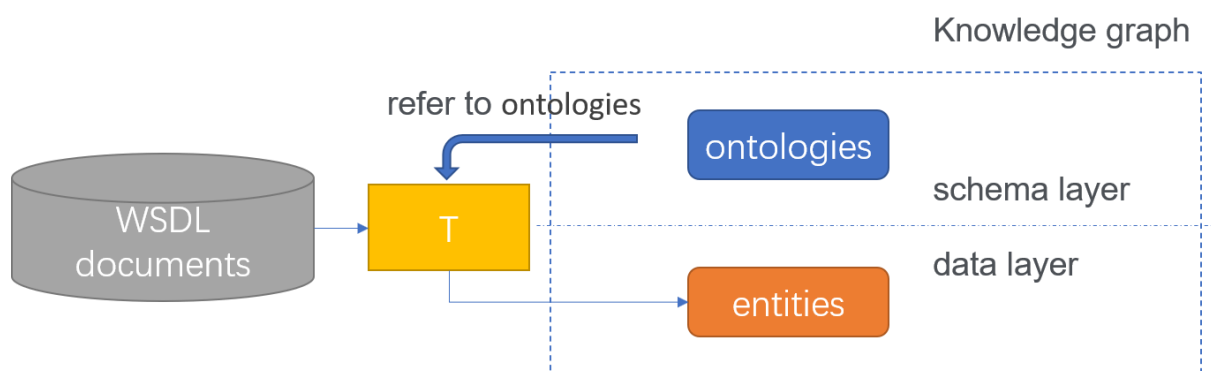 Knowledge graph
refer to ontologies
ontologies
schema layer
WSDL
documents
T
data layer
entities